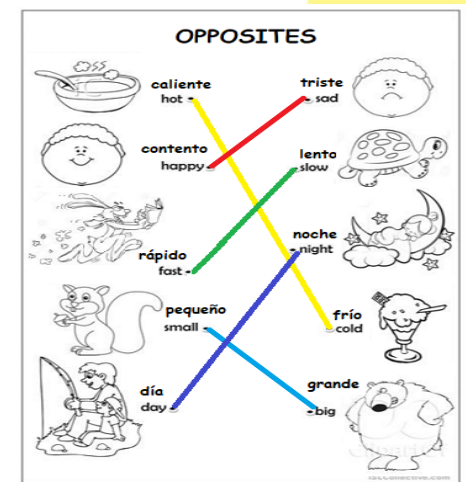 OPPOSITES
caliente
hot
triste
sad
contento
happy
lento
slow
rápido
fast
noche
night
pequeño
small
frío
cold
día
day
grande
big